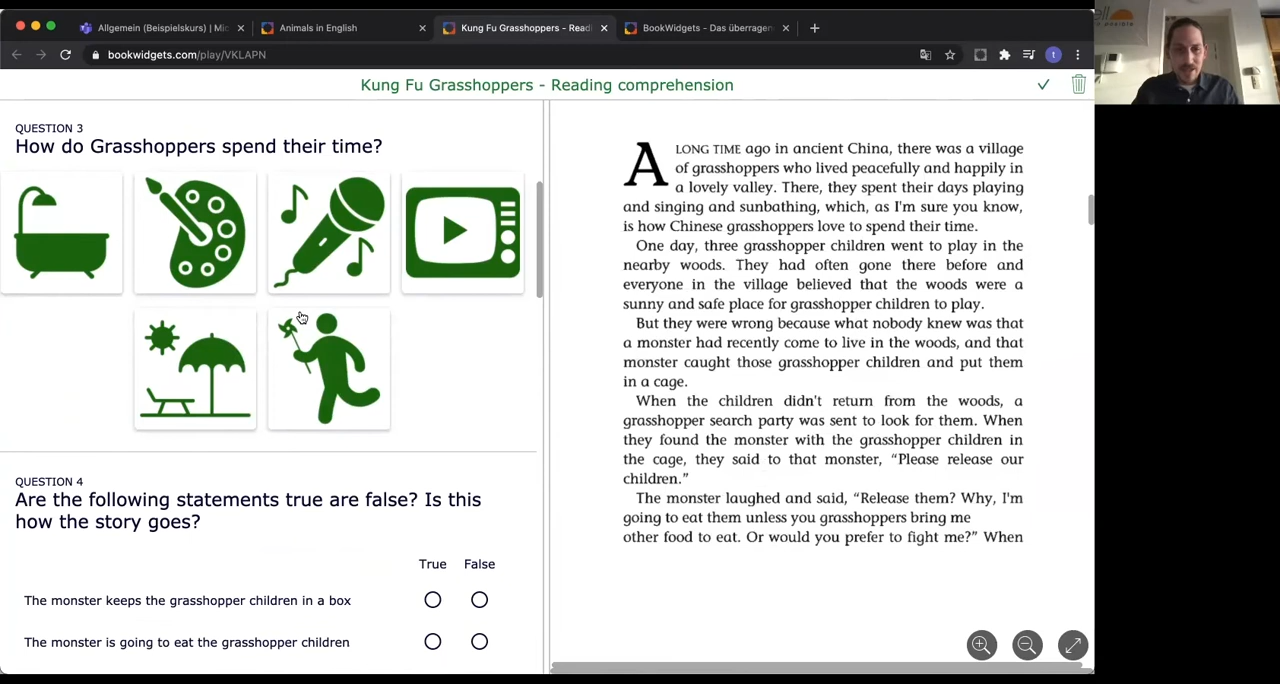 Allgemein (Beispielskurs) | Mic
Animals in English
Kung Fu Grasshoppers - Readi
BookWidgets - Das überragen
bookwidgets.com/play/VKLAPN
t
Kung Fu Grasshoppers - Reading comprehension
QUESTION 3
How do Grasshoppers spend their time?
QUESTION 4
Are the following statements true are false? Is this
how the story goes?
True False
The monster keeps the grasshopper children in a box
The monster is going to eat the grasshopper children
A LONG TIME ago in ancient China, there was a village
of grasshoppers who lived peacefully and happily in
a lovely valley. There, they spent their days playing
and singing and sunbathing, which, as I'm sure you know,
is how Chinese grasshoppers love to spend their time.
One day, three grasshopper children went to play in the
nearby woods. They had often gone there before and
everyone in the village believed that the woods were a
sunny and safe place for grasshopper children to play.
But they were wrong because what nobody knew was that
a monster had recently come to live in the woods, and that
monster caught those grasshopper children and put them
in a cage.
When the children didn't return from the woods, a
grasshopper search party was sent to look for them. When
they found the monster with the grasshopper children in
the cage, they said to that monster, “Please release our
children.”
The monster laughed and said, “Release them? Why, I'm
going to eat them unless you grasshoppers bring me
other food to eat. Or would you prefer to fight me?” When